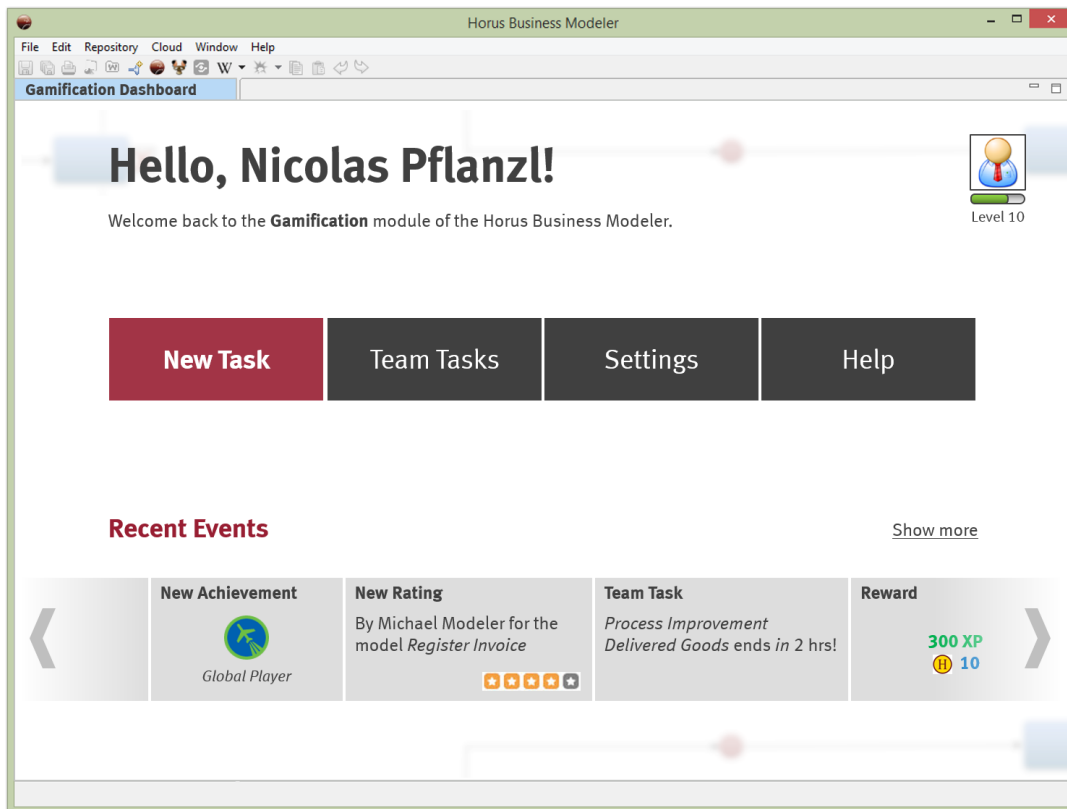 Horus Business Modeler
File Edit Repository Cloud Window Help
W
Gamification Dashboard
Hello, Nicolas Pflanzl!
Welcome back to the Gamification module of the Horus Business Modeler.
Level 10
New Task
Team Tasks
Settings
Help
Recent Events
Show more
New Achievement
Global Player
New Rating
By Michael Modeler for the
model Register Invoice
Team Task
Process Improvement
Delivered Goods ends in 2 hrs!
Reward
300 XP
H 10